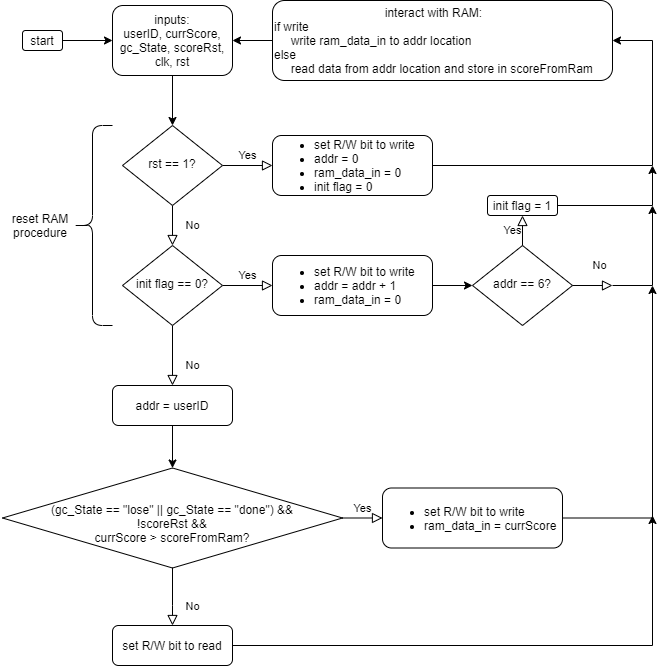 start
inputs:
userID, currScore,
gc_State, scoreRst,
clk, rst
interact with RAM:
if write
write ram_data_in to addr location
else
read data from addr location and store in scoreFromRam
reset RAM
procedure
rst == 1?
Yes
• set R/W bit to write
• addr = 0
• ram_data_in = 0
• init flag = 0
No
init flag == 0?
Yes
• set R/W bit to write
• addr = addr + 1
• ram_data_in = 0
addr == 6?
Yes
init flag = 1
No
No
addr = userID
(gc_State == "lose" || gc_State == "done") &&
!scoreRst &&
currScore > scoreFromRam?
Yes
• set R/W bit to write
• ram_data_in = currScore
No
set R/W bit to read